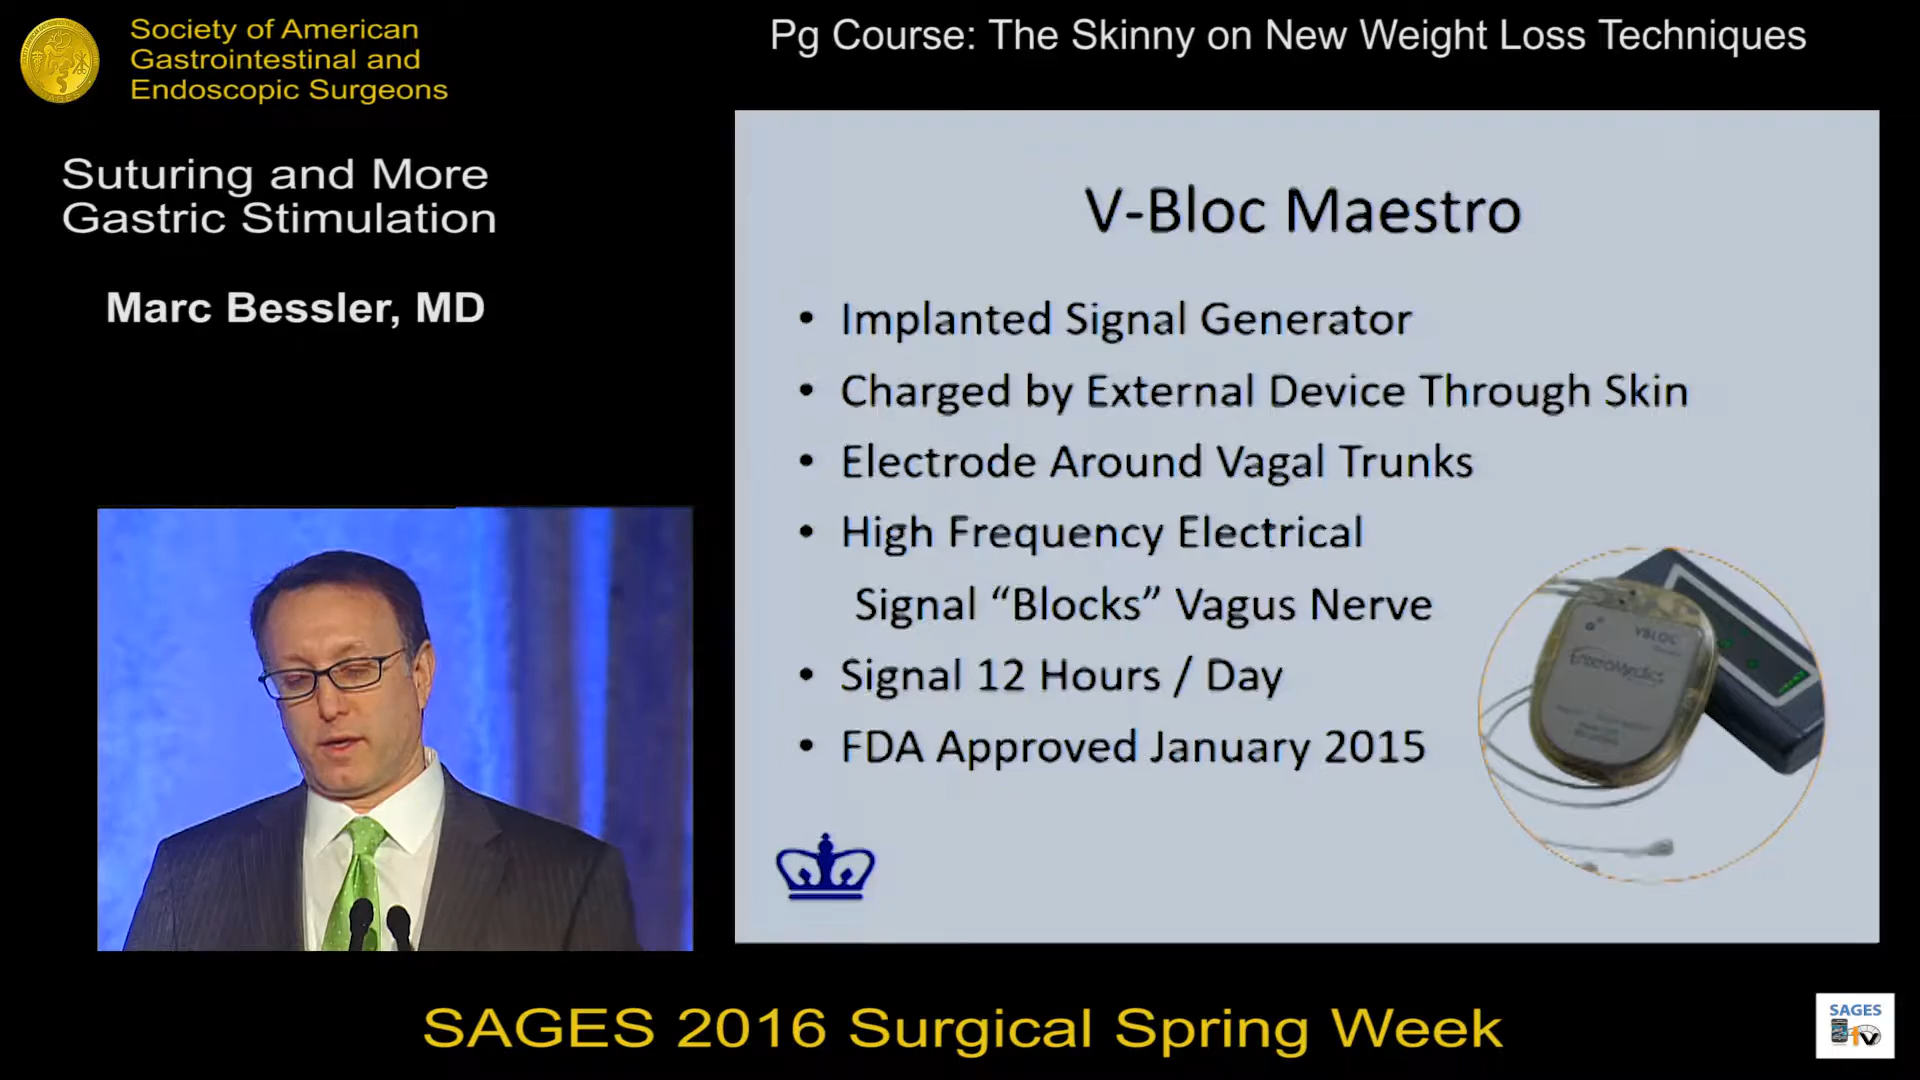 Society of American
Gastrointestinal and
Endoscopic Surgeons
Pg Course: The Skinny on New Weight Loss Techniques
Suturing and More
Gastric Stimulation
Marc Bessler, MD
V-Bloc Maestro
• Implanted Signal Generator
• Charged by External Device Through Skin
• Electrode Around Vagal Trunks
• High Frequency Electrical
Signal “Blocks” Vagus Nerve
• Signal 12 Hours / Day
• FDA Approved January 2015
VBLOC
EnteroMedics
SAGES 2016 Surgical Spring Week
SAGES
tv